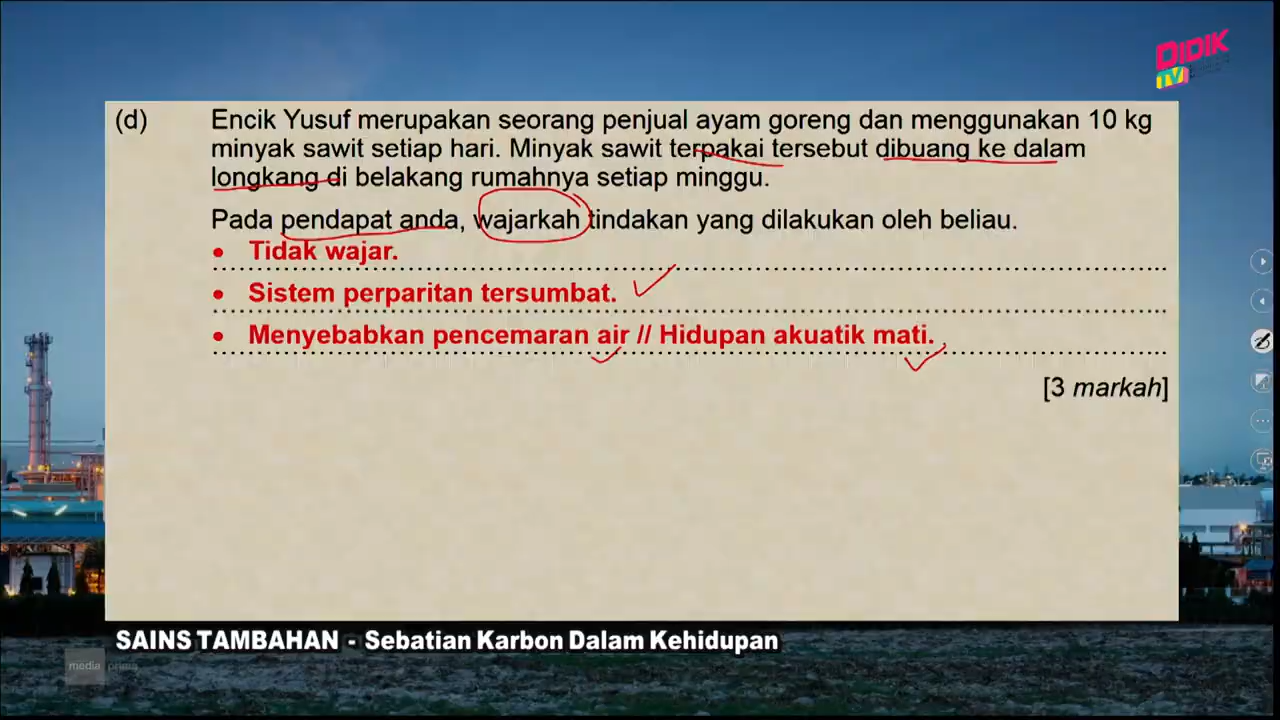 DIDIK
TV
(d) Encik Yusuf merupakan seorang penjual ayam goreng dan menggunakan 10 kg
minyak sawit setiap hari. Minyak sawit terpakai tersebut dibuang ke dalam
longkang di belakang rumahnya setiap minggu.
Pada pendapat anda, wajarkah tindakan yang dilakukan oleh beliau.
• Tidak wajar.
• Sistem perparitan tersumbat.
• Menyebabkan pencemaran air // Hidupan akuatik mati.
[3 markah]
SAINS TAMBAHAN - Sebatian Karbon Dalam Kehidupan
media prima